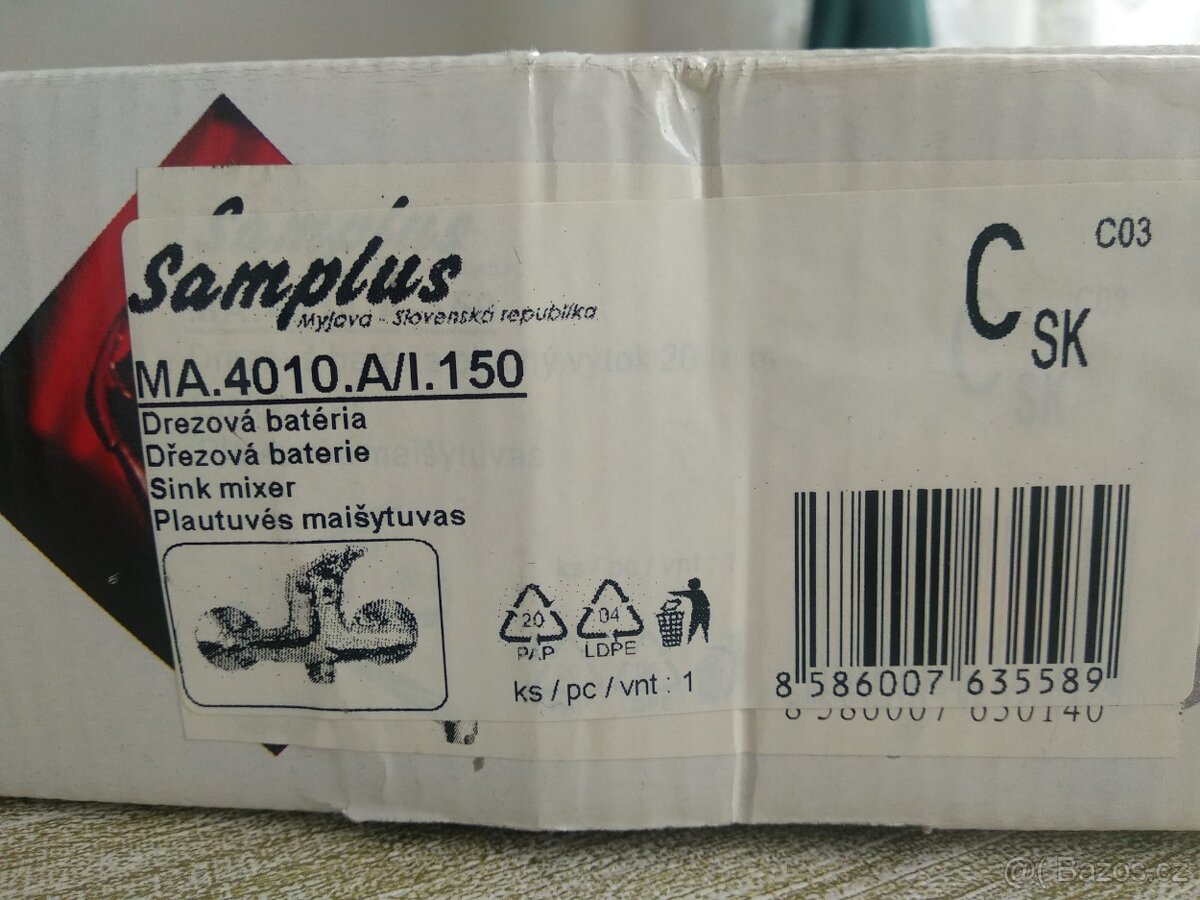 Samplus
Myjava - Slovenská republika
C SK
C03
MA.4010.A/I.150
Drezová batéria
Dřezová baterie
Sink mixer
Plautuvés maišytuvas
20
PAP
04
LDPE
ks / pc / vnt : 1
8 586007 635589
Bazos.cz